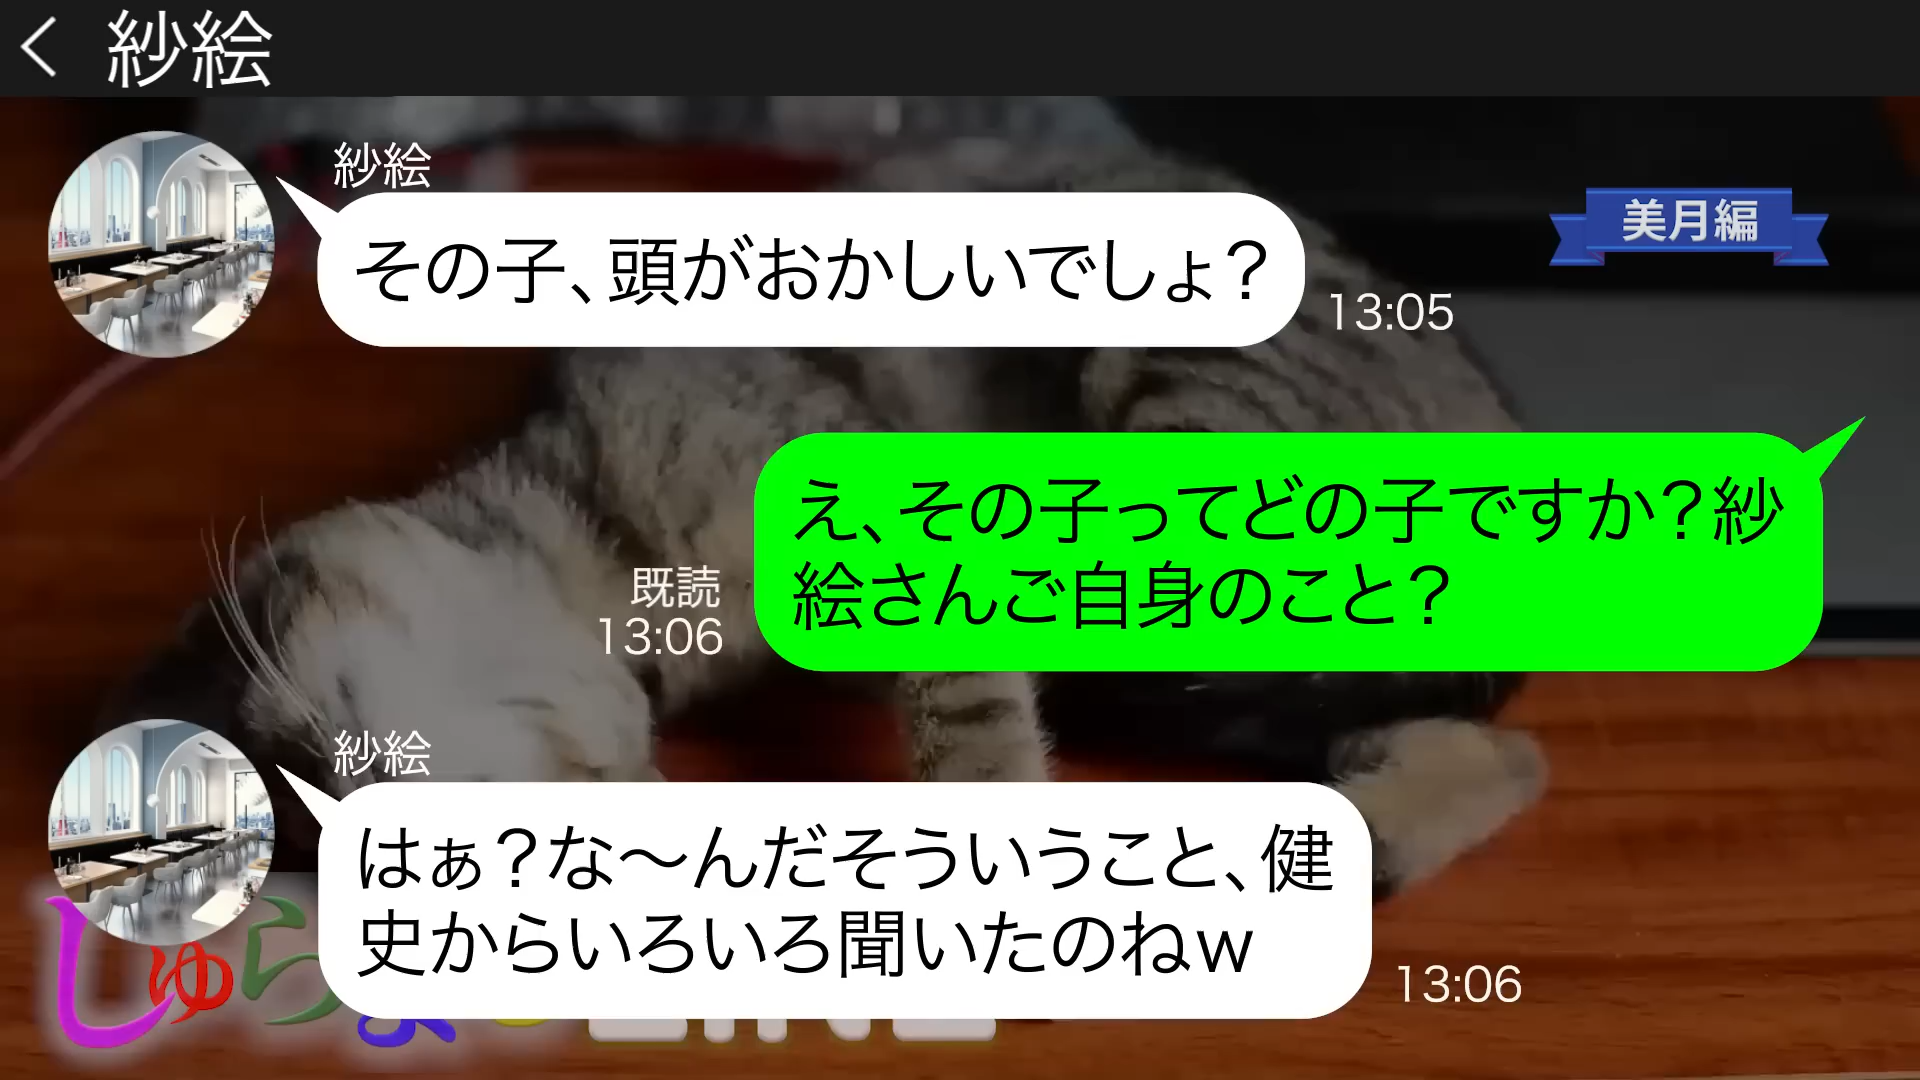 紗絵
紗絵
その子、頭がおかしいでしょ？
13:05
美月編
え、その子ってどの子ですか？紗
絵さんご自身のこと？
既読
13:06
紗絵
はぁ？な〜んだそういうこと、健
史からいろいろ聞いたのねw
13:06
しゅら